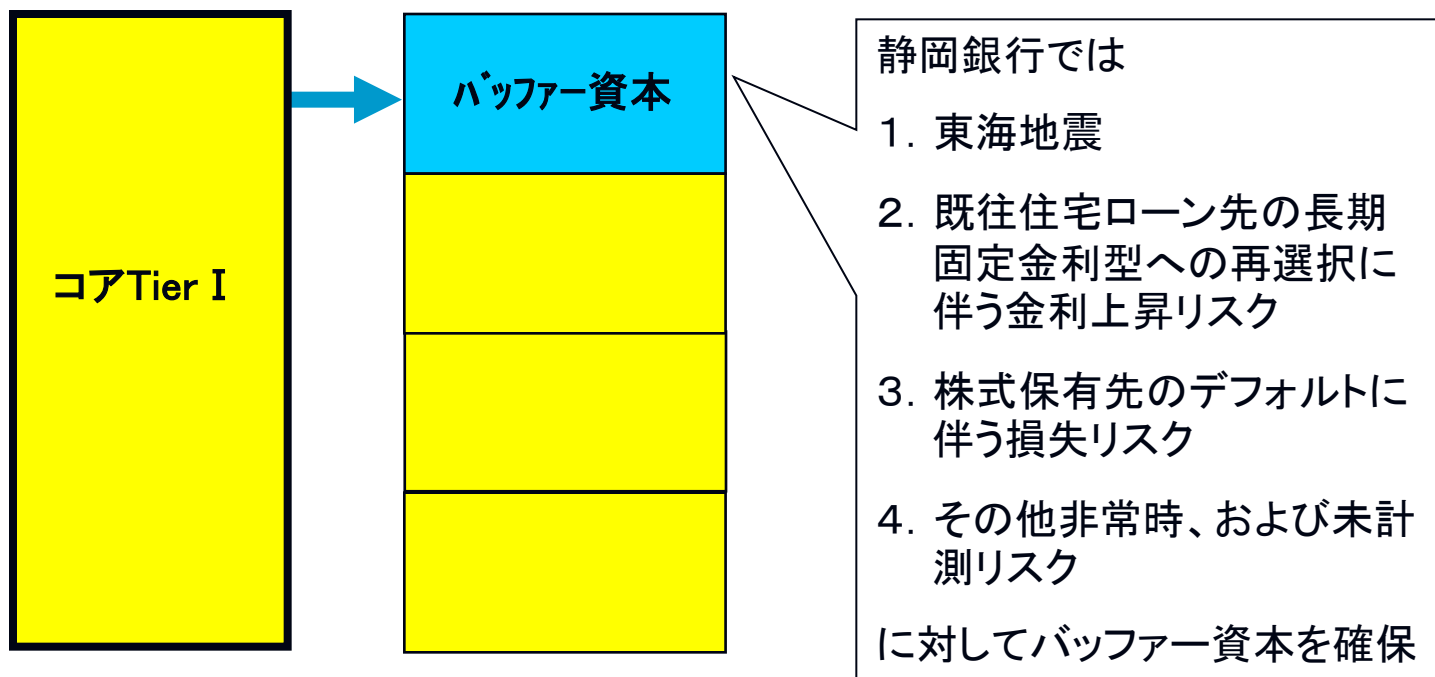 コアTier Ⅰ
バッファー資本
静岡銀行では
1. 東海地震
2. 既往住宅ローン先の長期
固定金利型への再選択に
伴う金利上昇リスク
3. 株式保有先のデフォルトに
伴う損失リスク
4. その他非常時、および未計
測リスク
に対してバッファー資本を確保